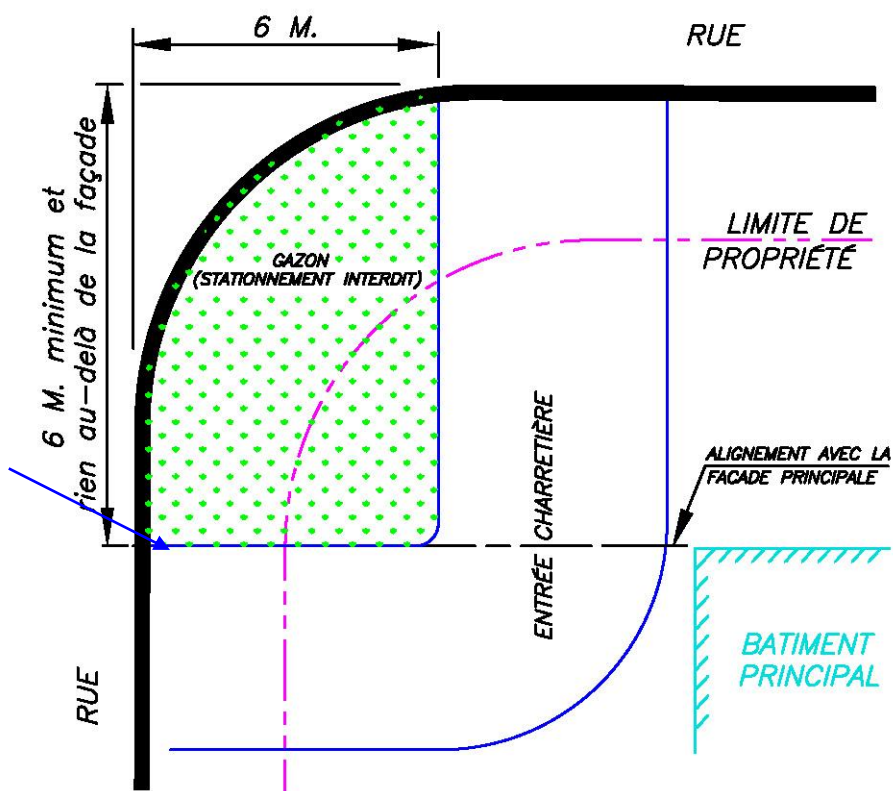 6 M.
RUE
6 M. minimum et
rien au-delà de la façade
LIMITE DE
PROPRIÉTÉ
GAZON
(STATIONNEMENT INTERDIT)
ENTRÉE CHARRETIÈRE
ALIGNEMENT AVEC LA
FACADE PRINCIPALE
BATIMENT
PRINCIPAL
RUE